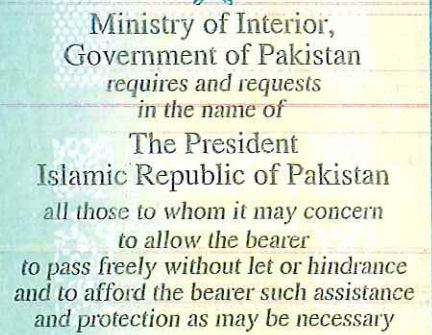 Ministry of Interior,
Government of Pakistan
requires and requests
in the name of
The President
Islamic Republic of Pakistan
all those to whom it may concern
to allow the bearer
to pass freely without let or hindrance
and to afford the bearer such assistance
and protection as may be necessary